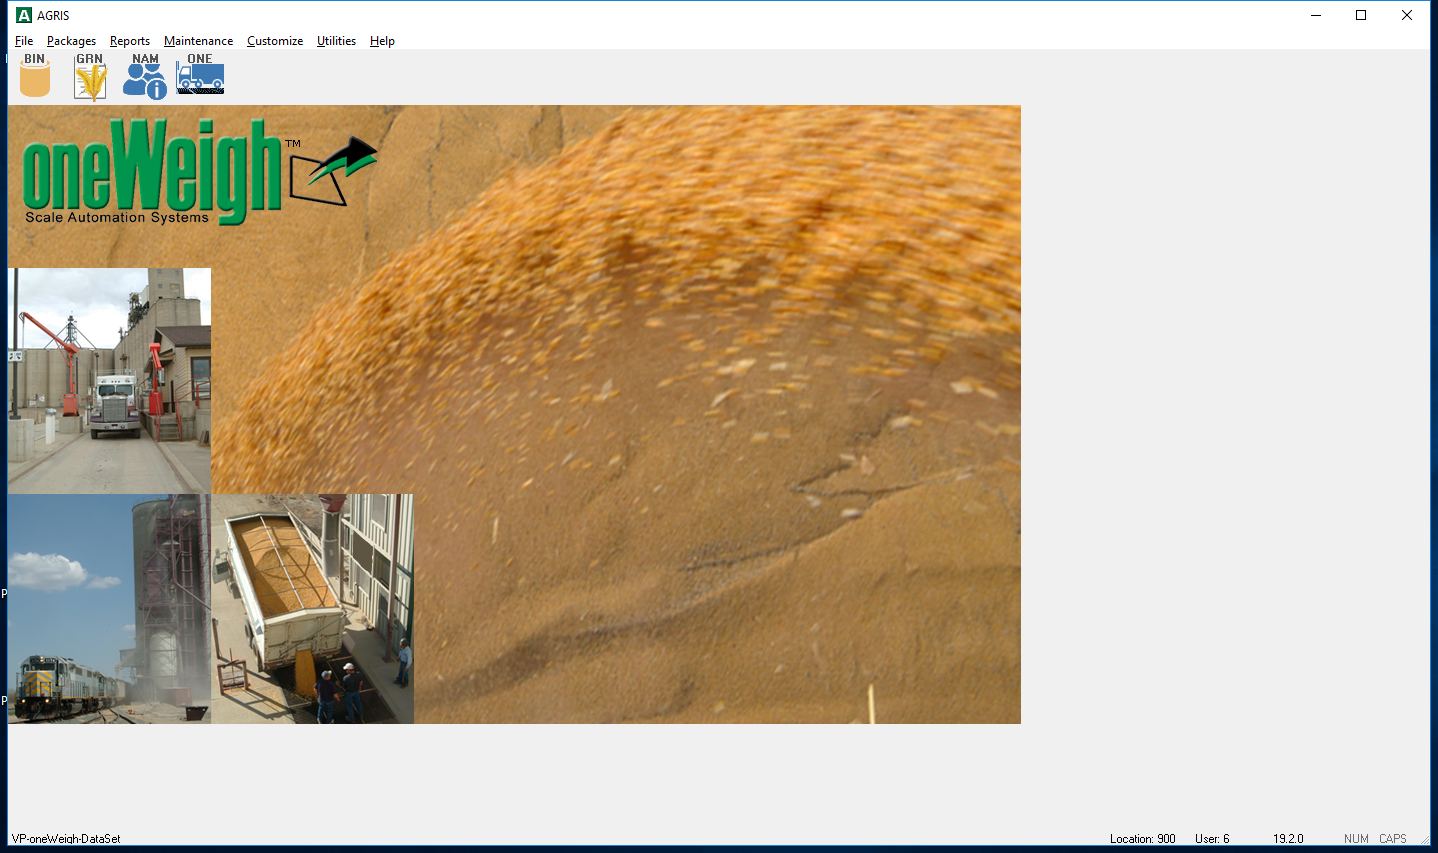 AGRIS
File Packages Reports Maintenance Customize Utilities Help
BIN GRN NAM ONE
oneWeigh™
Scale Automation Systems
P
P
VP-oneWeigh-DataSet Location: 900 User: 6 19.2.0 NUM CAPS